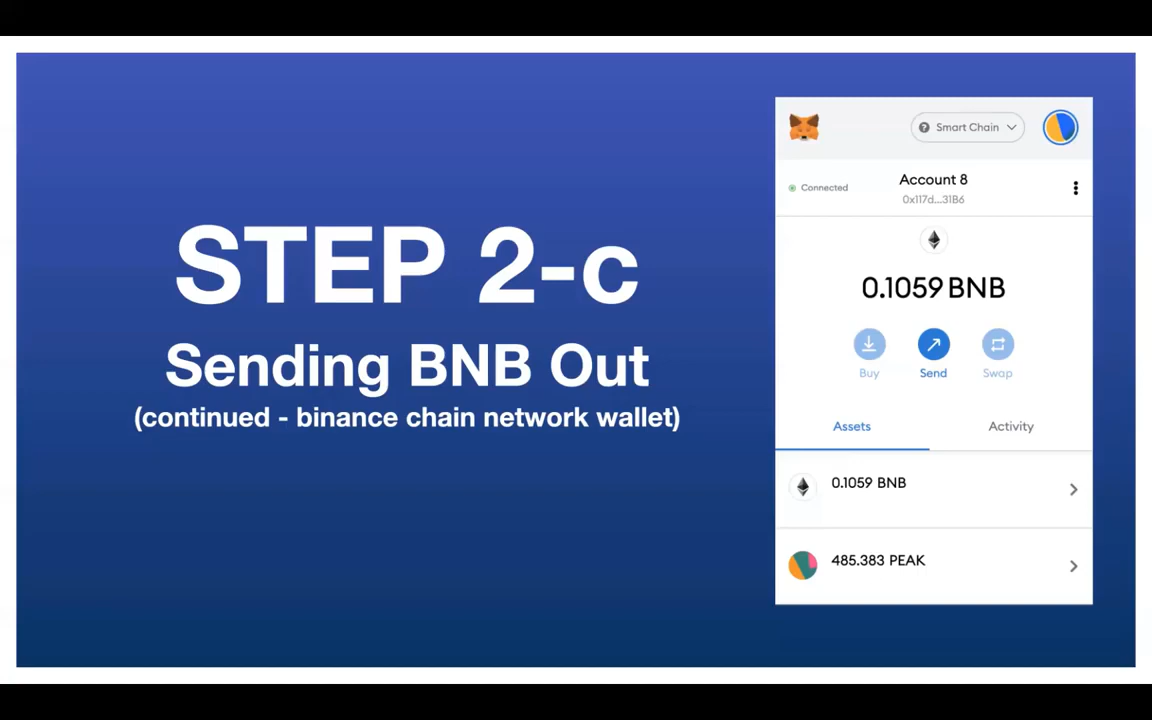 STEP 2-c
Sending BNB Out
(continued - binance chain network wallet)
Smart Chain
Connected
Account 8
0x117d...31B6
0.1059 BNB
Buy
Send
Swap
Assets
Activity
0.1059 BNB
485.383 PEAK